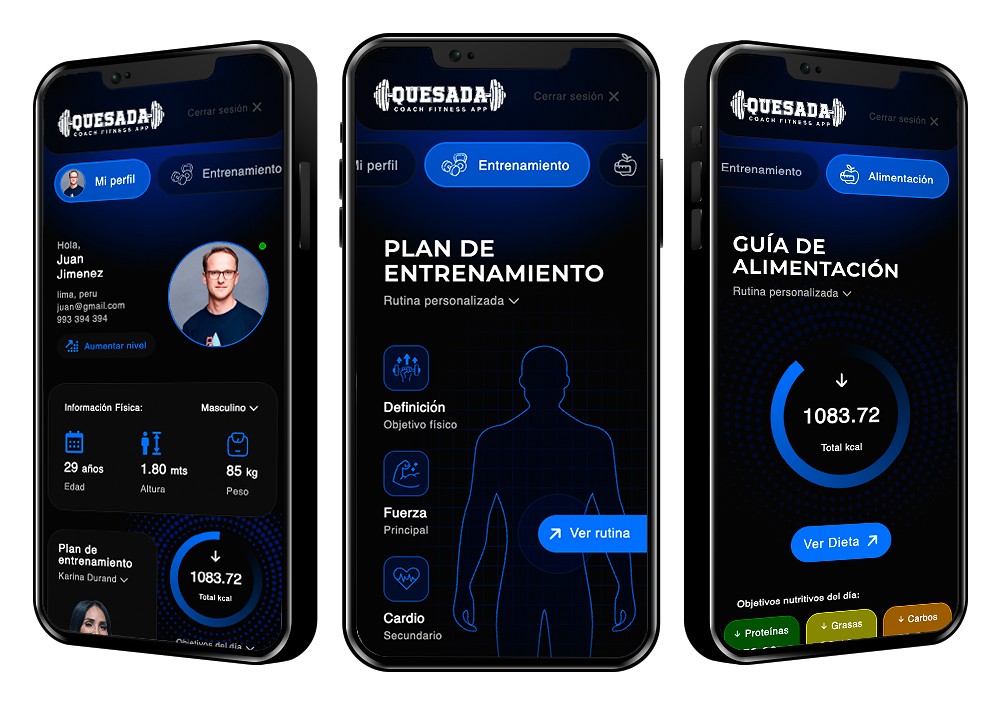 QUESADA
COACH FITNESS APP
Cerrar sesión
Mi perfil
Entrenamiento
Hola,
Juan
Jimenez
lima, peru
juan@gmail.com
993 394 394
Aumentar nivel
Información Física:
Masculino
29 años
Edad
1.80 mts
Altura
85 kg
Peso
Plan de
entrenamiento
Karina Durand
1083.72
Total kcal
Objetivos del día
QUESADA
COACH FITNESS APP
Cerrar sesión
Mi perfil
Entrenamiento
PLAN DE
ENTRENAMIENTO
Rutina personalizada
Definición
Objetivo físico
Fuerza
Principal
Ver rutina
Cardio
Secundario
QUESADA
COACH FITNESS APP
Cerrar sesión
Entrenamiento
Alimentación
GUÍA DE
ALIMENTACIÓN
Rutina personalizada
1083.72
Total kcal
Ver Dieta
Objetivos nutritivos del día:
Proteínas
Grasas
Carbos